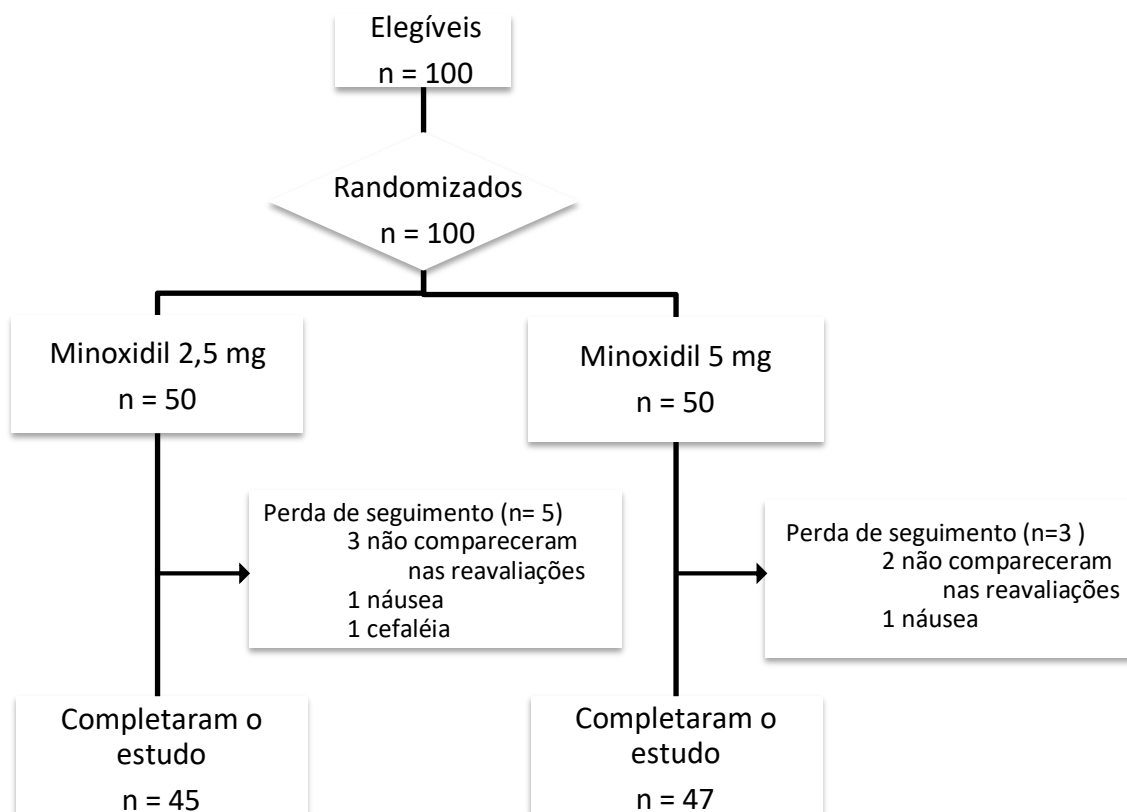 Elegíveis
n = 100
Randomizados
n = 100
Minoxidil 2,5 mg
n = 50
Minoxidil 5 mg
n = 50
Perda de seguimento (n= 5)
3 não compareceram
nas reavaliações
1 náusea
1 cefaléia
Perda de seguimento (n=3 )
2 não compareceram
nas reavaliações
1 náusea
Completaram o
estudo
n = 45
Completaram o
estudo
n = 47